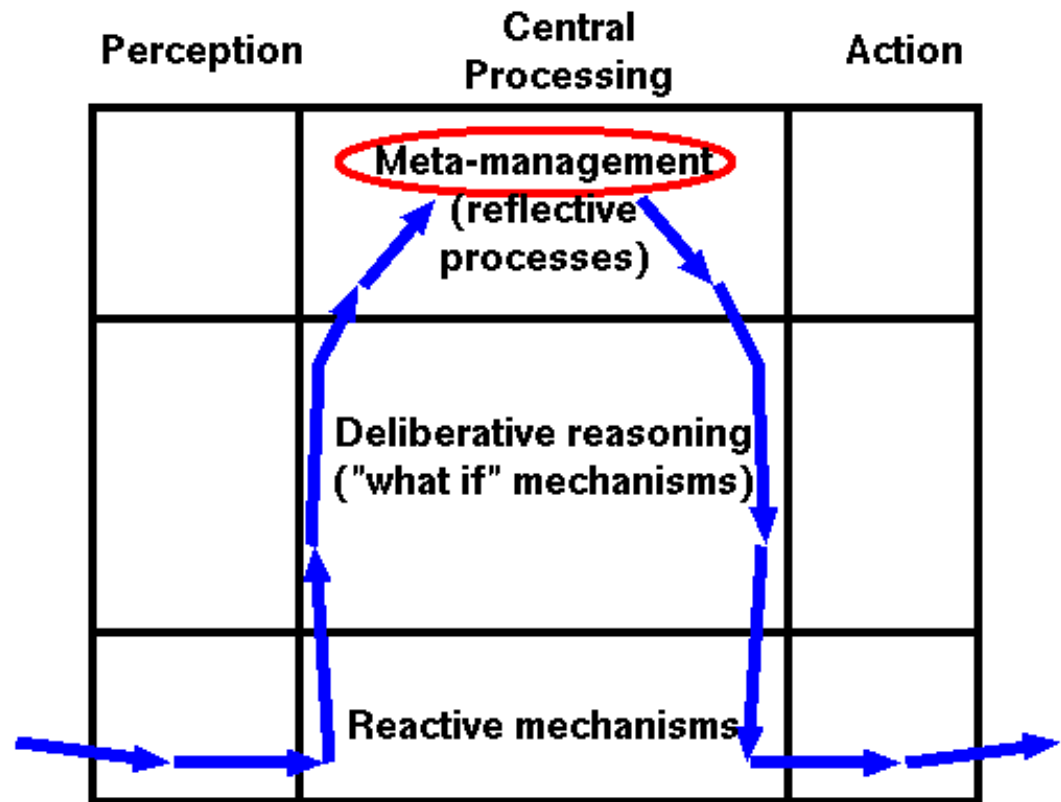 Perception
Central
Processing
Action
Meta-management
(reflective
processes)
Deliberative reasoning
("what if" mechanisms)
Reactive mechanisms